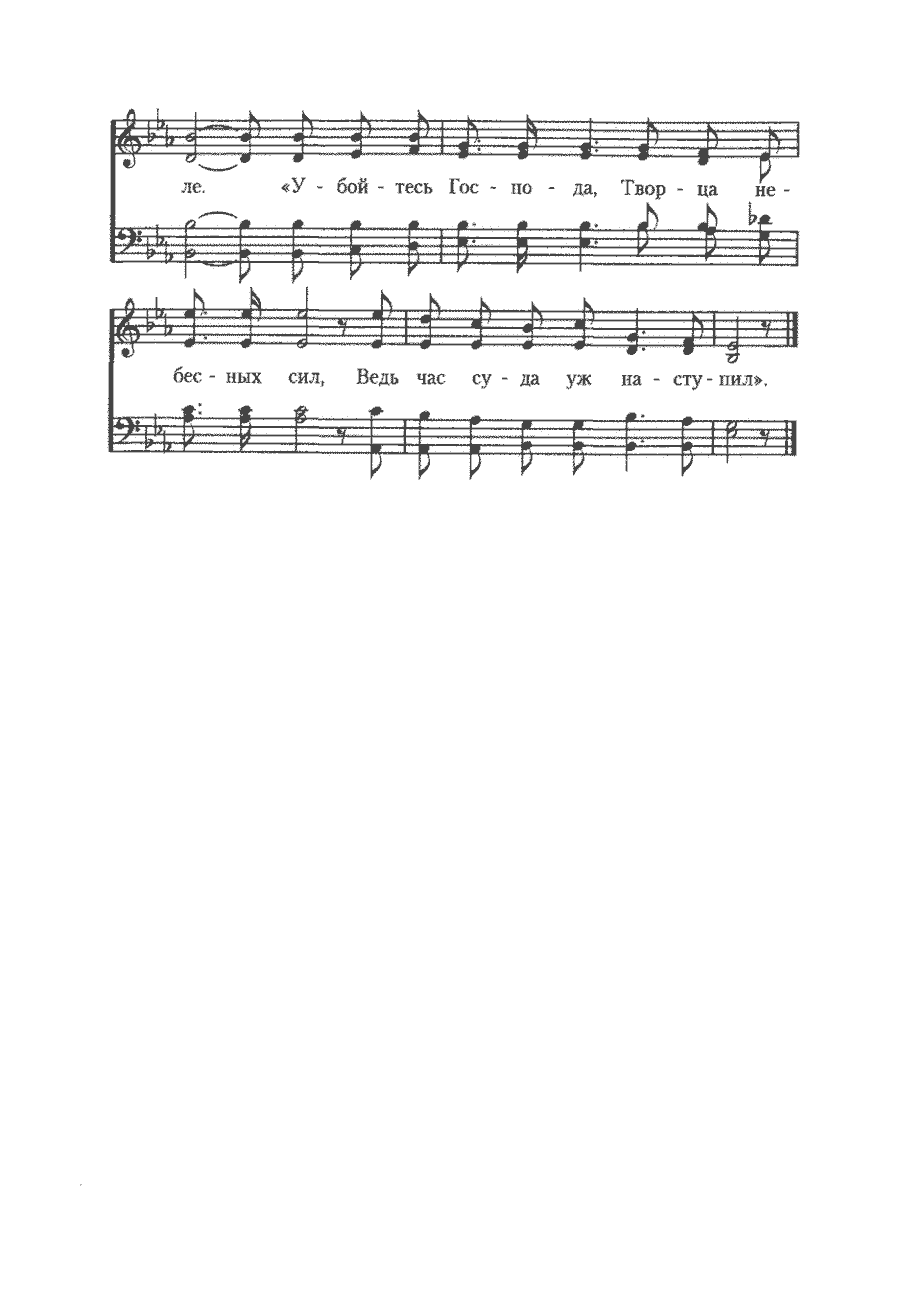 ле. «У - бой - тесь Гос - по - да, Твор - ца не -
бес - ных сил, Ведь час су - да уж на - сту - пил».